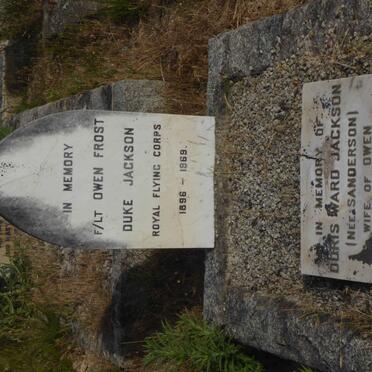 IN MEMORY
F/LT OWEN FROST
DUKE JACKSON
ROYAL FLYING CORPS
1896 - 1969.
IN MEMORY OF
DORIS WARD JACKSON
(NEE SANDERSON)
WIFE OF OWEN